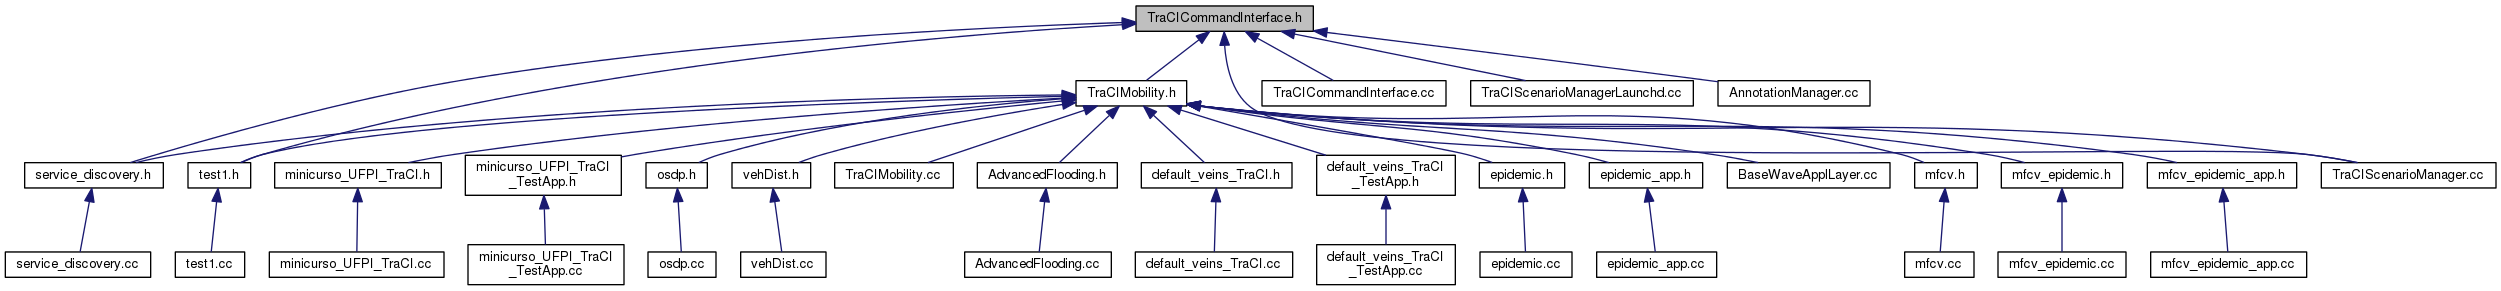 TraCICommandInterface.h
TraCIMobility.h
TraCICommandInterface.cc
TraCIScenarioManagerLaunchd.cc
AnnotationManager.cc
service_discovery.h
test1.h
minicurso_UFPI_TraCI.h
minicurso_UFPI_TraCI
_TestApp.h
osdp.h
vehDist.h
TraCIMobility.cc
AdvancedFlooding.h
default_veins_TraCI.h
default_veins_TraCI
_TestApp.h
epidemic.h
epidemic_app.h
BaseWaveApplLayer.cc
mfcv.h
mfcv_epidemic.h
mfcv_epidemic_app.h
TraCIScenarioManager.cc
service_discovery.cc
test1.cc
minicurso_UFPI_TraCI.cc
minicurso_UFPI_TraCI
_TestApp.cc
osdp.cc
vehDist.cc
AdvancedFlooding.cc
default_veins_TraCI.cc
default_veins_TraCI
_TestApp.cc
epidemic.cc
epidemic_app.cc
mfcv.cc
mfcv_epidemic.cc
mfcv_epidemic_app.cc